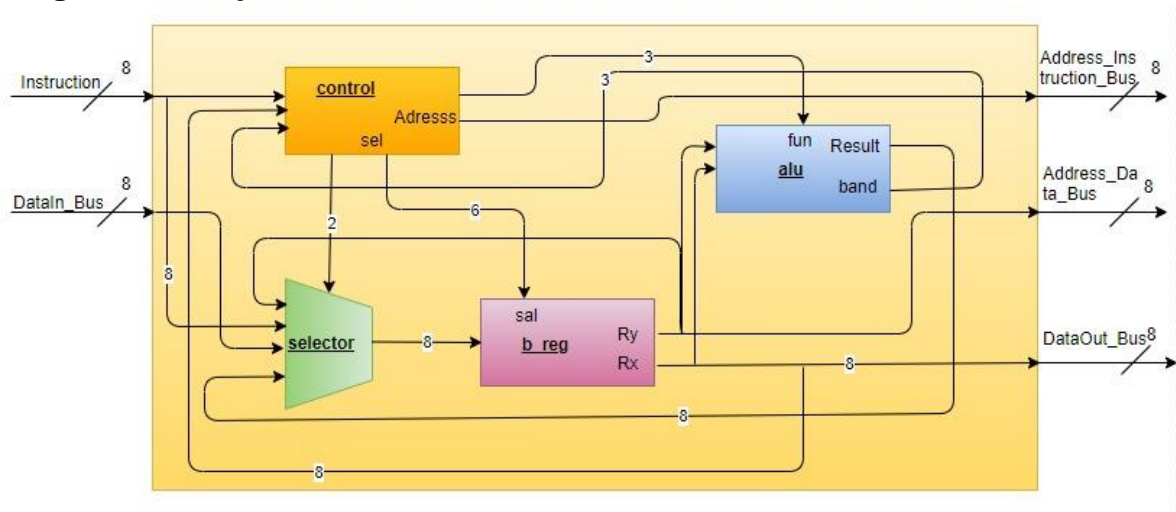 8
Instruction
control
Adresss
sel
3
3
Address_Ins
truction_Bus
8
fun
Result
alu
band
8
DataIn_Bus
2
6
Address_Da
ta_Bus
8
8
selector
8
sal
b_reg
Ry
Rx
8
DataOut_Bus
8
8
8